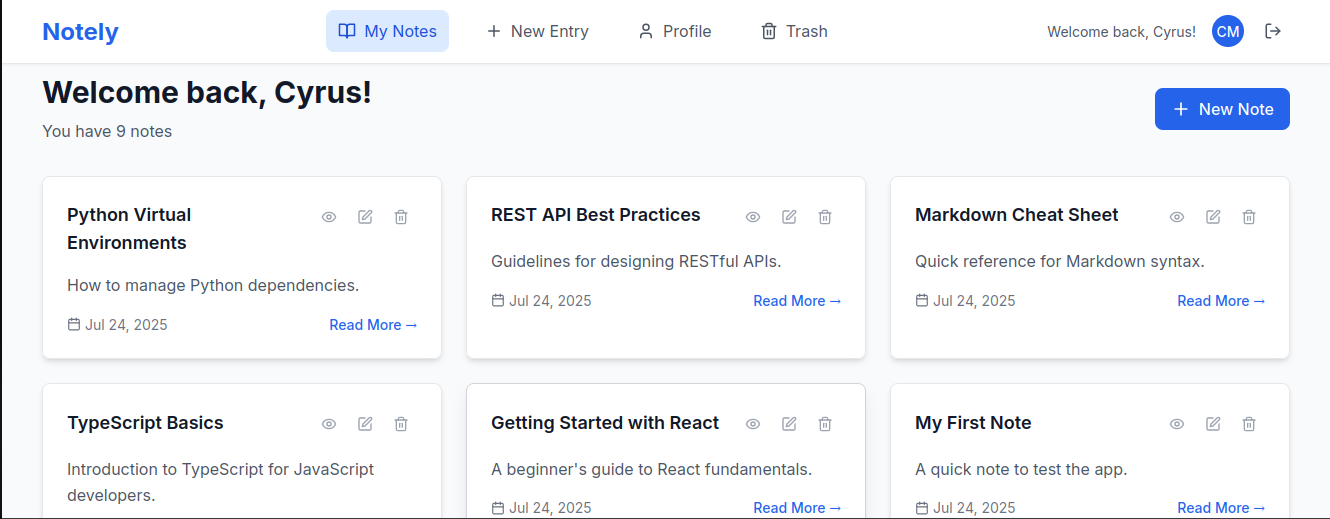 Notely
My Notes
New Entry
Profile
Trash
Welcome back, Cyrus!
CM
Welcome back, Cyrus!
You have 9 notes
New Note
Python Virtual
Environments
How to manage Python dependencies.
Jul 24, 2025
Read More →
REST API Best Practices
Guidelines for designing RESTful APIs.
Jul 24, 2025
Read More →
Markdown Cheat Sheet
Quick reference for Markdown syntax.
Jul 24, 2025
Read More →
TypeScript Basics
Introduction to TypeScript for JavaScript
developers.
Getting Started with React
A beginner's guide to React fundamentals.
Jul 24, 2025
Read More →
My First Note
A quick note to test the app.
Jul 24, 2025
Read More →